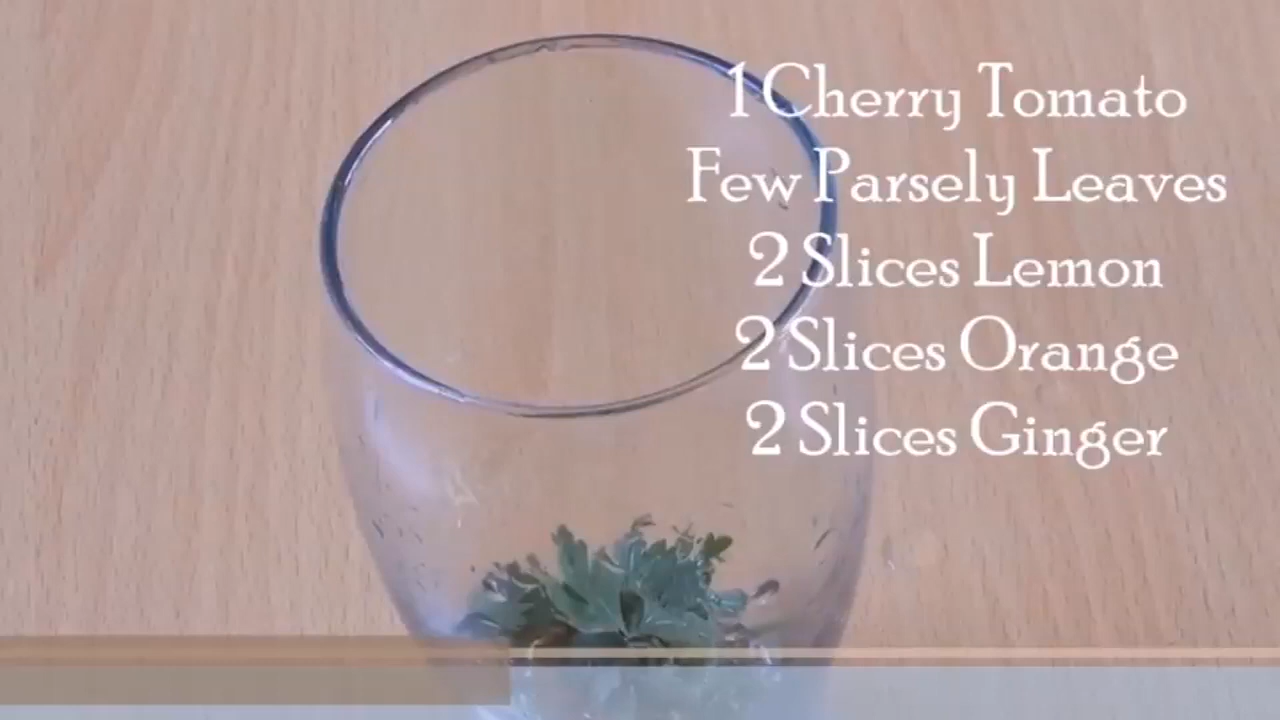 1 Cherry Tomato
Few Parsely Leaves
2 Slices Lemon
2 Slices Orange
2 Slices Ginger